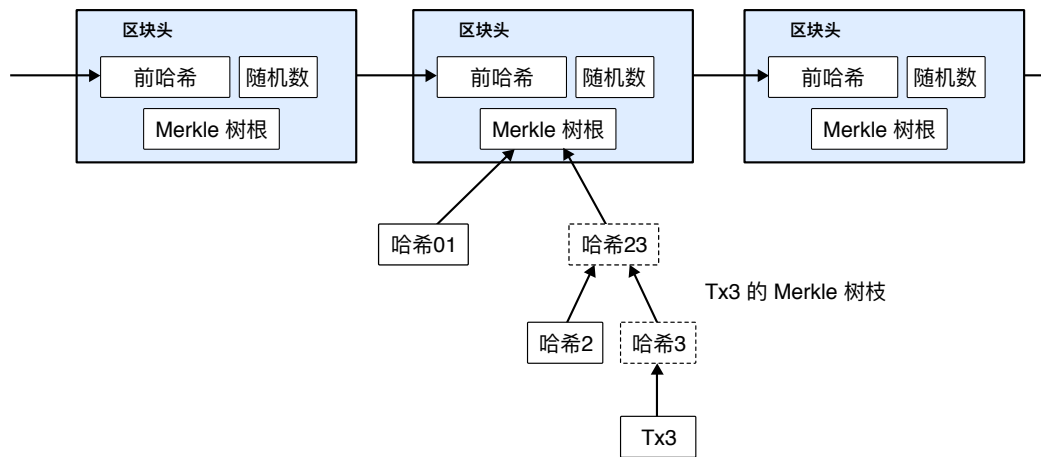 区块头 区块头 区块头
前哈希 随机数 前哈希 随机数 前哈希 随机数
Merkle 树根 Merkle 树根 Merkle 树根
哈希01 哈希23
Tx3 的 Merkle 树枝
哈希2 哈希3
Tx3